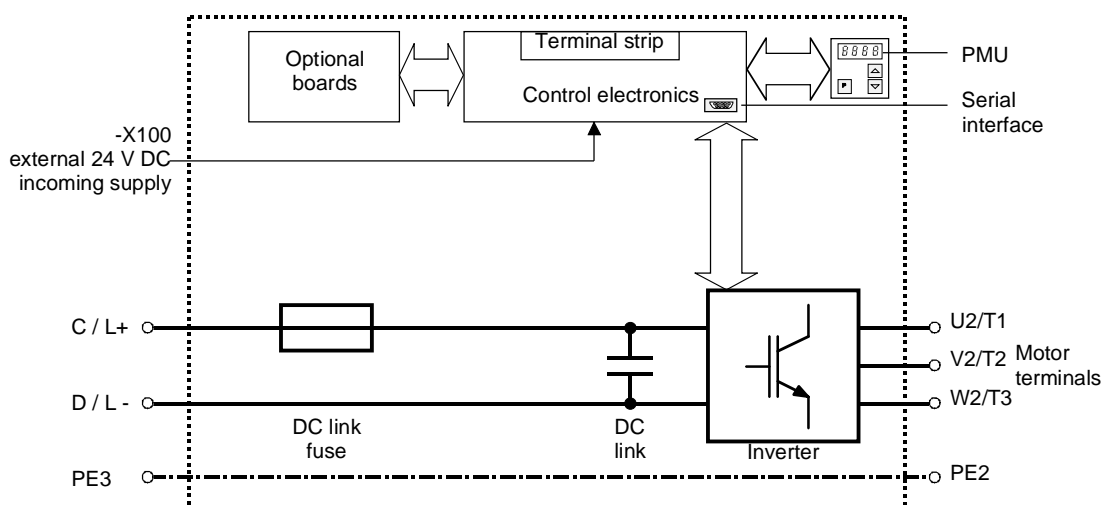 Optional
boards
Terminal strip
Control electronics
8888
P
PMU
Serial
interface
-X100
external 24 V DC
incoming supply
C / L+
D / L -
PE3
DC link
fuse
DC
link
Inverter
U2/T1
V2/T2
W2/T3
Motor
terminals
PE2